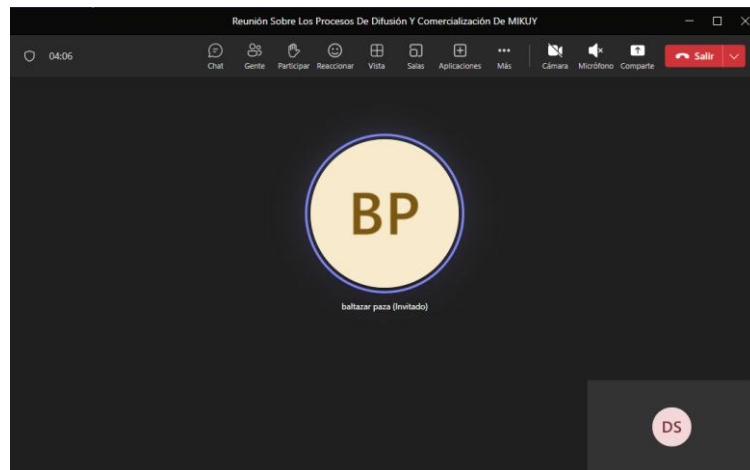 Reunión Sobre Los Procesos De Difusión Y Comercialización De MIKUY
04:06
Chat Gente Participar Reaccionar Vista Salas Aplicaciones Más Cámara Micrófono Comparte Salir
BP
baltazar paza (Invitado)
DS